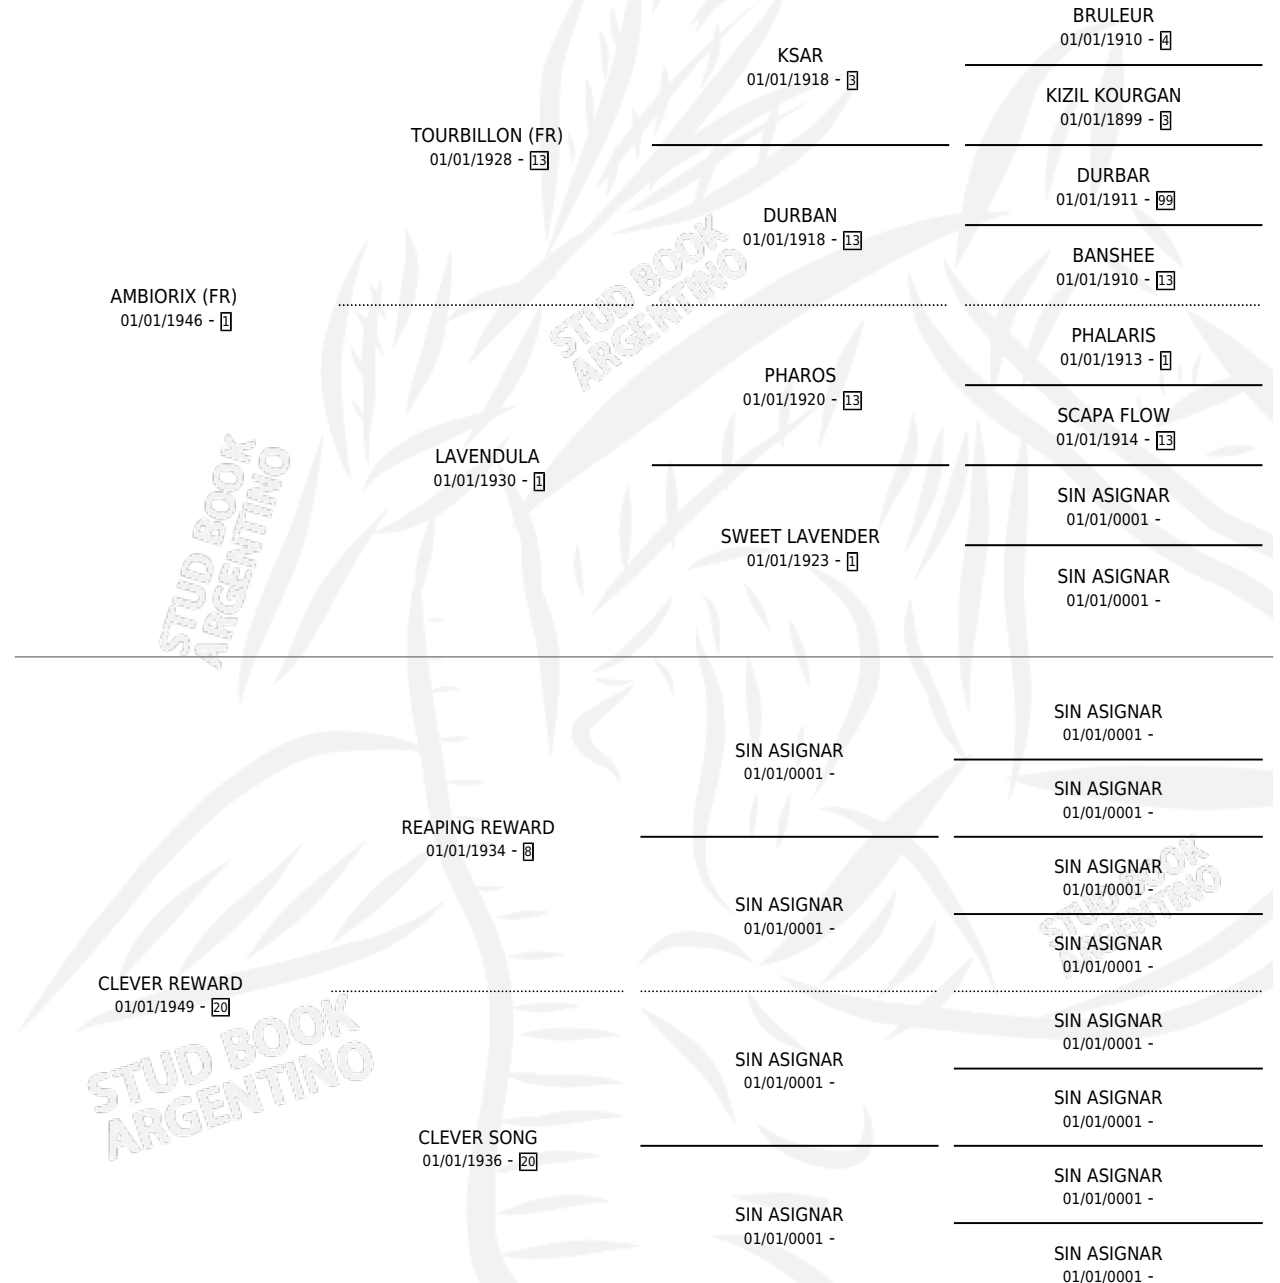 BRULEUR
01/01/1910 - 4
KSAR
01/01/1918 - 3
KIZIL KOURGAN
01/01/1899 - 3
TOURBILLON (FR)
01/01/1928 - 13
DURBAR
01/01/1911 - 99
DURBAN
01/01/1918 - 13
BANSHEE
01/01/1910 - 13
AMBIORIX (FR)
01/01/1946 - 1
PHALARIS
01/01/1913 - 1
PHAROS
01/01/1920 - 13
SCAPA FLOW
01/01/1914 - 13
LAVENDULA
01/01/1930 - 1
SIN ASIGNAR
01/01/0001 -
SWEET LAVENDER
01/01/1923 - 1
SIN ASIGNAR
01/01/0001 -
SIN ASIGNAR
01/01/0001 -
SIN ASIGNAR
01/01/0001 -
SIN ASIGNAR
01/01/0001 -
REAPING REWARD
01/01/1934 - 8
SIN ASIGNAR
01/01/0001 -
SIN ASIGNAR
01/01/0001 -
SIN ASIGNAR
01/01/0001 -
CLEVER REWARD
01/01/1949 - 20
SIN ASIGNAR
01/01/0001 -
SIN ASIGNAR
01/01/0001 -
SIN ASIGNAR
01/01/0001 -
CLEVER SONG
01/01/1936 - 20
SIN ASIGNAR
01/01/0001 -
SIN ASIGNAR
01/01/0001 -
SIN ASIGNAR
01/01/0001 -
STUD BOOK
ARGENTINO
STUD BOOK
ARGENTINO
STUD BOOK
ARGENTINO
STUD BOOK
ARGENTINO